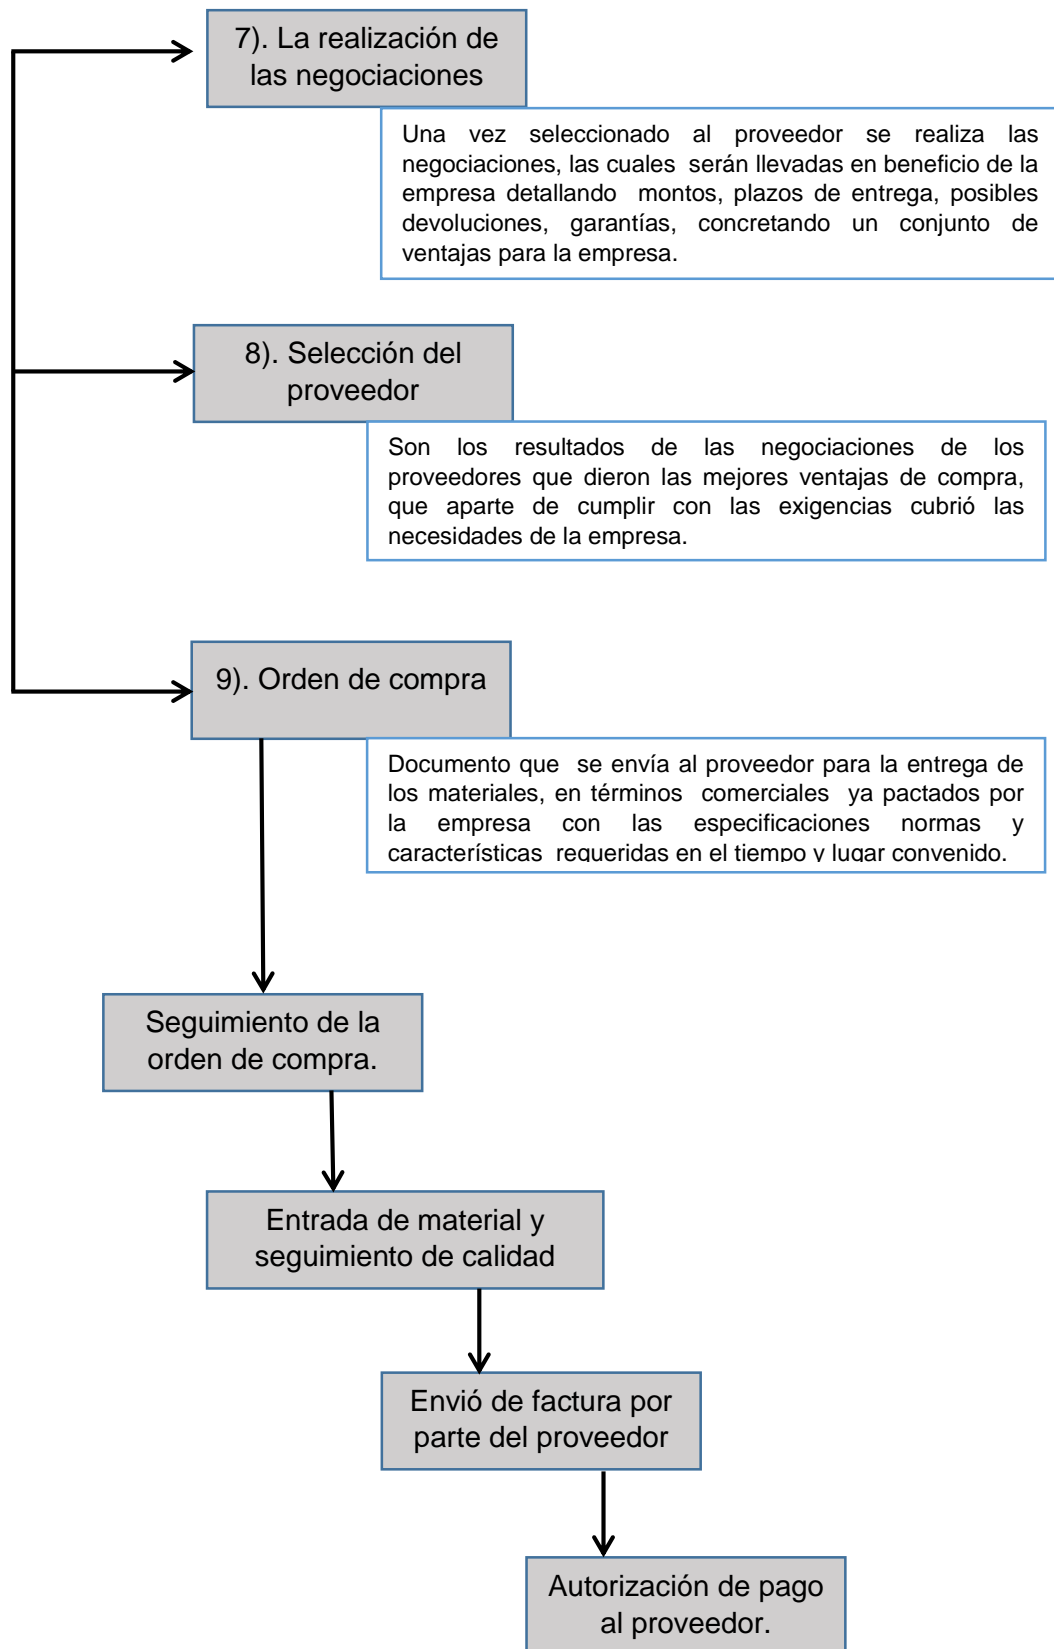 7). La realización de
las negociaciones
Una vez seleccionado al proveedor se realiza las
negociaciones, las cuales serán llevadas en beneficio de la
empresa detallando montos, plazos de entrega, posibles
devoluciones, garantías, concretando un conjunto de
ventajas para la empresa.
8). Selección del
proveedor
Son los resultados de las negociaciones de los
proveedores que dieron las mejores ventajas de compra,
que aparte de cumplir con las exigencias cubrió las
necesidades de la empresa.
9). Orden de compra
Documento que se envía al proveedor para la entrega de
los materiales, en términos comerciales ya pactados por
la empresa con las especificaciones normas y
características requeridas en el tiempo y lugar convenido.
Seguimiento de la
orden de compra.
Entrada de material y
seguimiento de calidad
Envió de factura por
parte del proveedor
Autorización de pago
al proveedor.